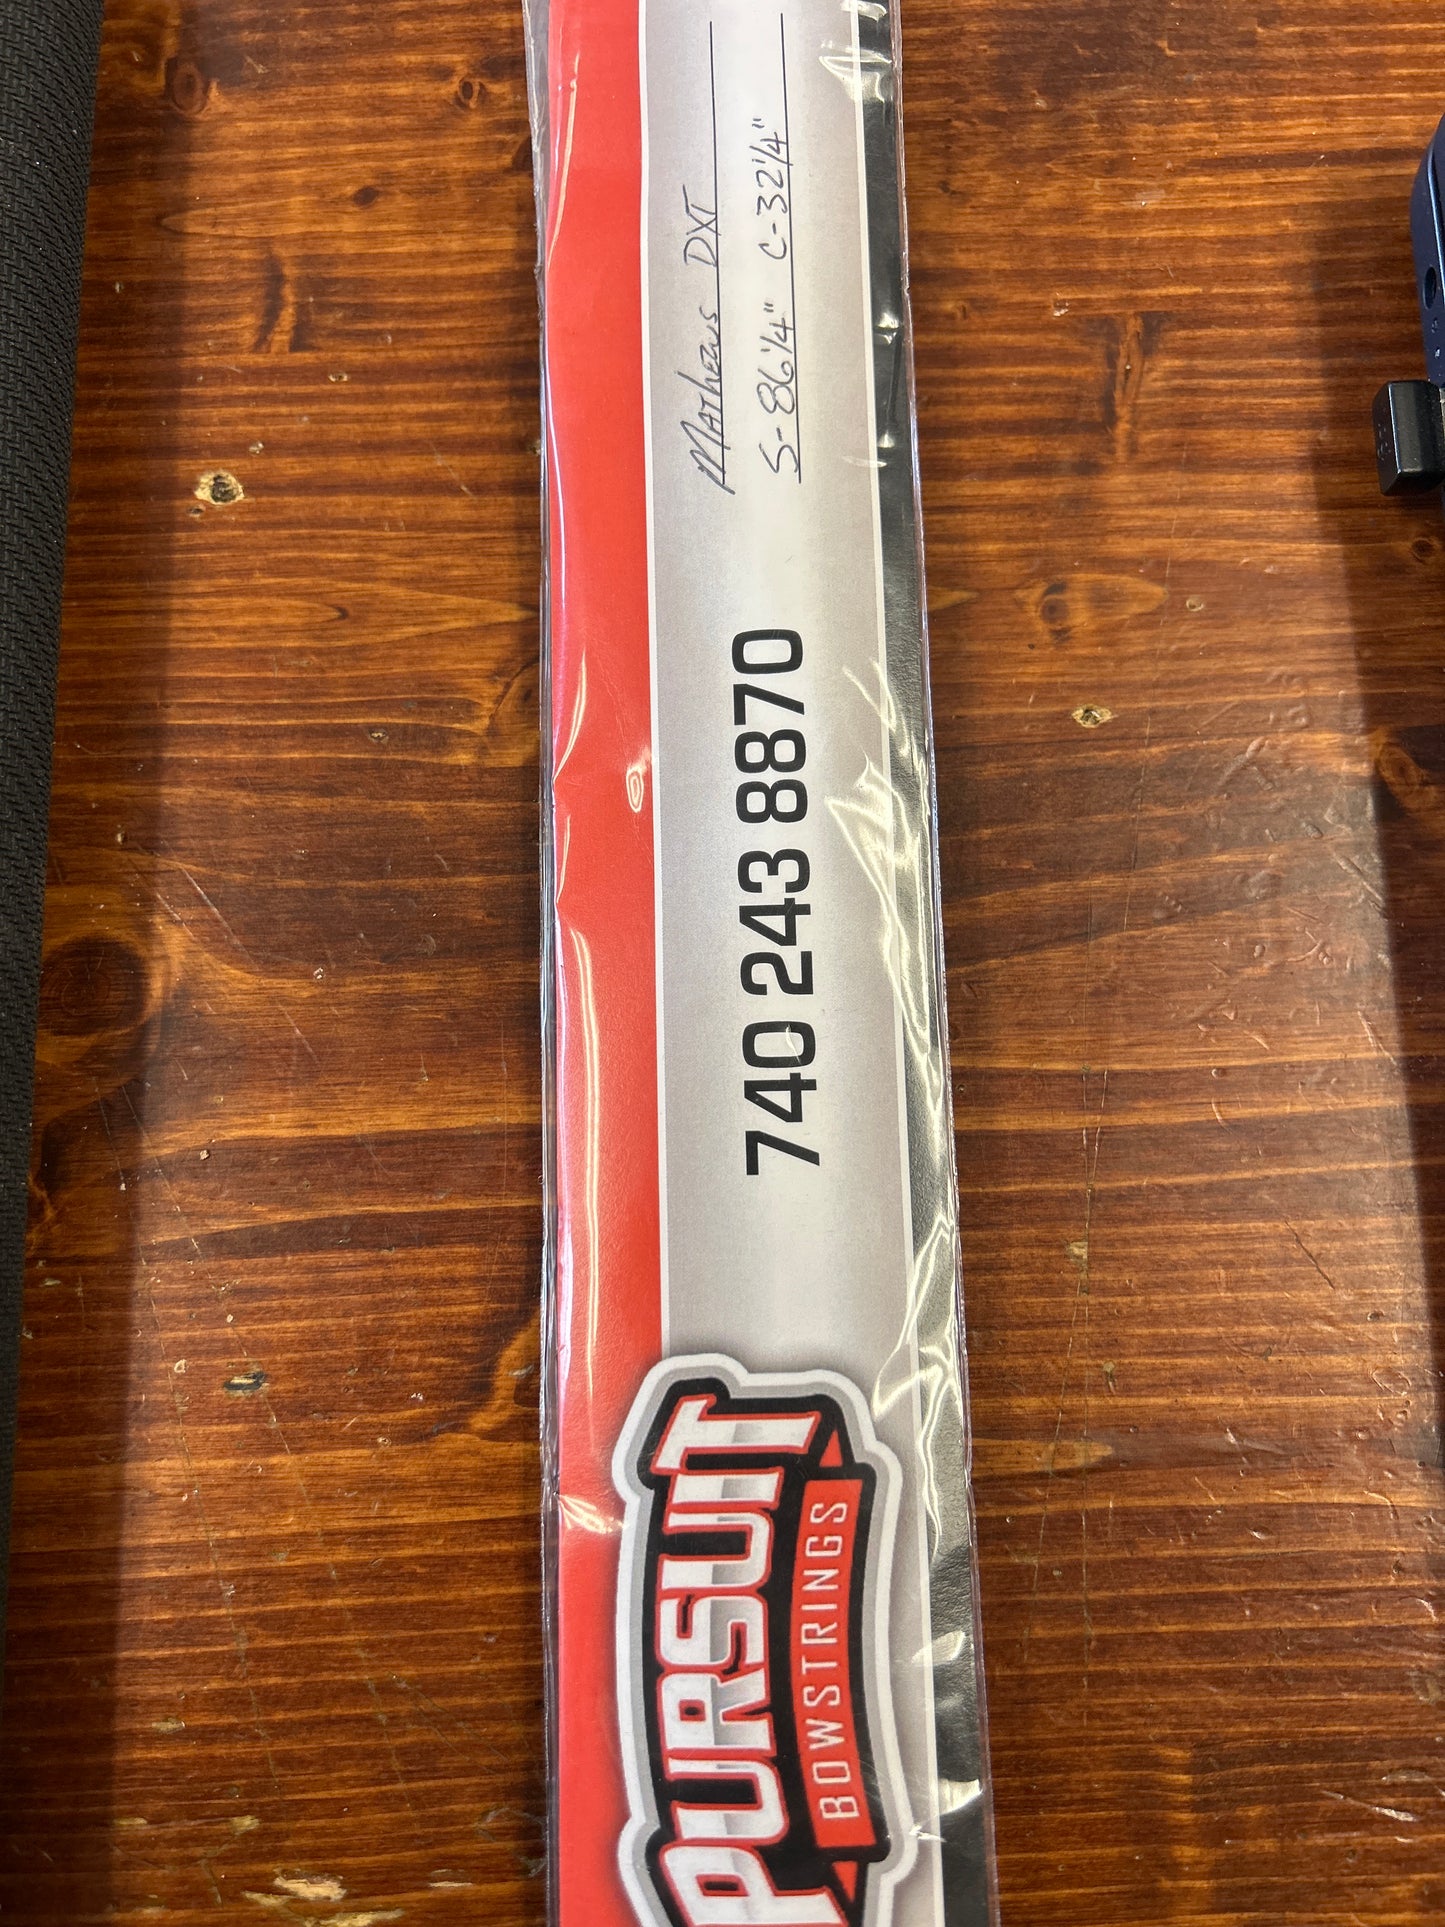 PURSUIT
BOWSTRINGS
740 243 8870
Mathews DXT
S-86 1/4" C-32 1/4"